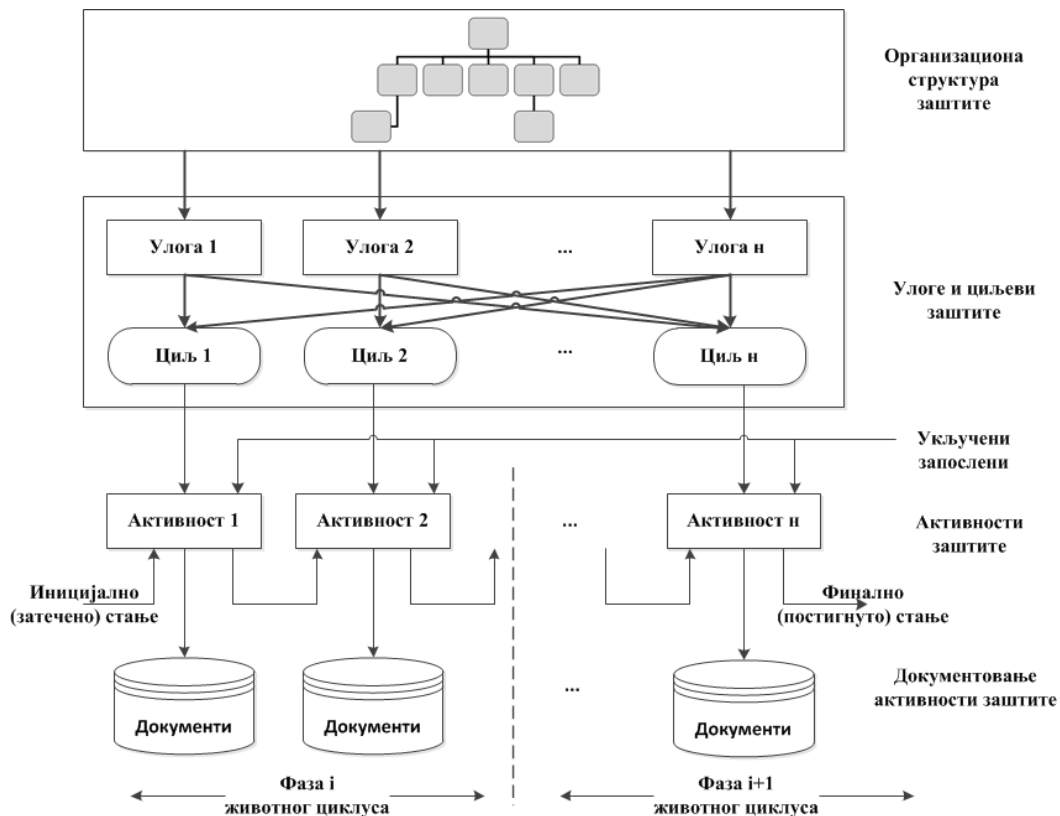 Организациона
структура
заштите
Улога 1
Улога 2
...
Улога н
Улоге и циљеви
заштите
Циљ 1
Циљ 2
...
Циљ н
Укључени
запослени
Активност 1
Активност 2
...
Активност н
Активности
заштите
Иницијално
(затечено) стање
Финално
(постигнуто) стање
Документи
Документи
...
Документи
Документовање
активности заштите
Фаза i
животног циклуса
Фаза i+1
животног циклуса